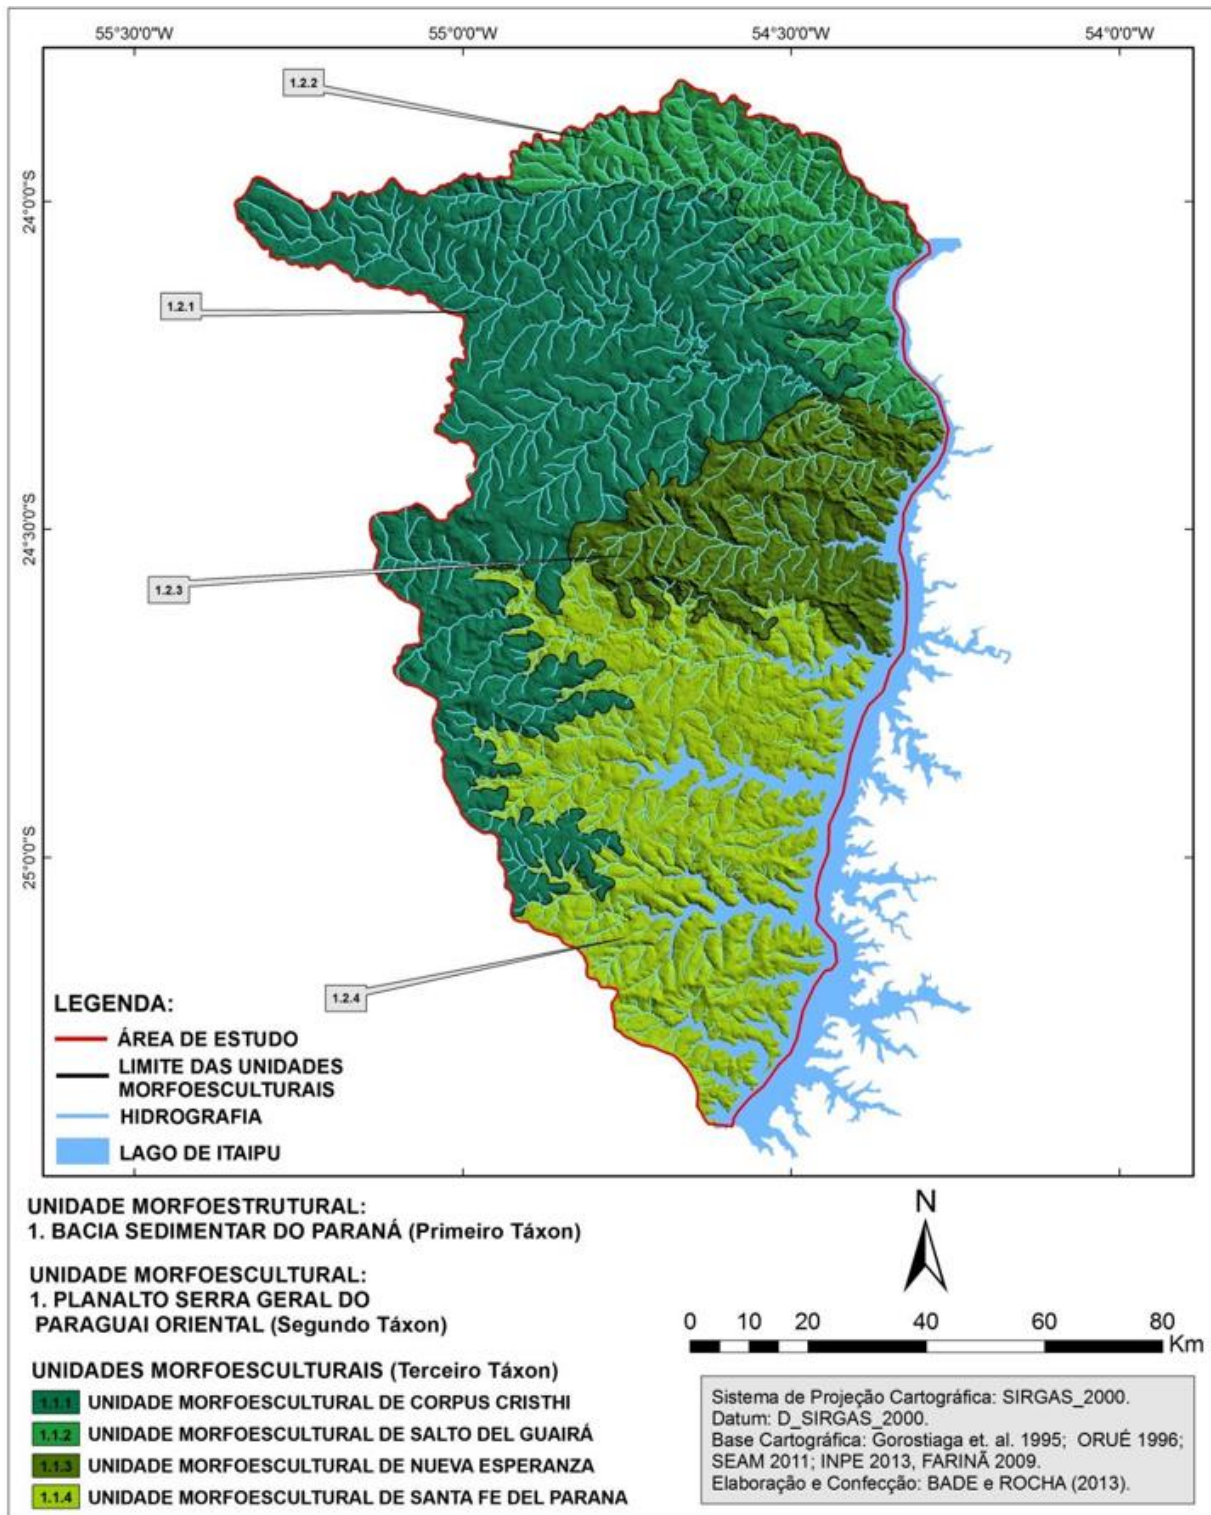 55°30'0"W 55°0'0"W 54°30'0"W 54°0'0"W
1.2.2
24°0'0"S
1.2.1
24°30'0"S
1.2.3
25°0'0"S
1.2.4
LEGENDA:
ÁREA DE ESTUDO
LIMITE DAS UNIDADES
MORFOESCULTURAIS
HIDROGRAFIA
LAGO DE ITAIPU
UNIDADE MORFOESTRUTURAL:
1. BACIA SEDIMENTAR DO PARANÁ (Primeiro Táxon)
UNIDADE MORFOESCULTURAL:
1. PLANALTO SERRA GERAL DO
PARAGUAI ORIENTAL (Segundo Táxon)
UNIDADES MORFOESCULTURAIS (Terceiro Táxon)
1.1.1 UNIDADE MORFOESCULTURAL DE CORPUS CRISTHI
1.1.2 UNIDADE MORFOESCULTURAL DE SALTO DEL GUAIRÁ
1.1.3 UNIDADE MORFOESCULTURAL DE NUEVA ESPERANZA
1.1.4 UNIDADE MORFOESCULTURAL DE SANTA FE DEL PARANA
N
0 10 20 40 60 80
Km
Sistema de Projeção Cartográfica: SIRGAS_2000.
Datum: D_SIRGAS_2000.
Base Cartográfica: Gorostiaga et. al. 1995; ORUÉ 1996;
SEAM 2011; INPE 2013, FARINÃ 2009.
Elaboração e Confecção: BADE e ROCHA (2013).